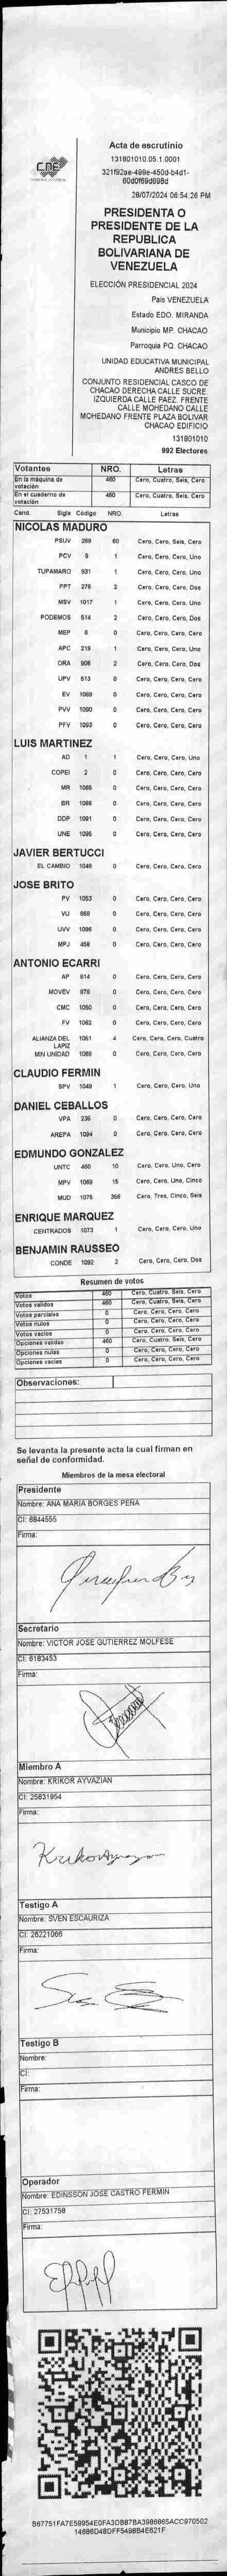 CNE
Acta de escrutinio
131801010.05.1.0001
321f92ae-499e-450d-b4d1-
60d0f69d698d
28/07/2024 06:54:26 PM
PRESIDENTA O
PRESIDENTE DE LA
REPUBLICA
BOLIVARIANA DE
VENEZUELA
ELECCIÓN PRESIDENCIAL 2024
País VENEZUELA
Estado EDO. MIRANDA
Municipio MP. CHACAO
Parroquia PQ. CHACAO
UNIDAD EDUCATIVA MUNICIPAL
ANDRES BELLO
CONJUNTO RESIDENCIAL CASCO DE
CHACAO DERECHA CALLE SUCRE.
IZQUIERDA CALLE PAEZ. FRENTE
CALLE MOHEDANO CALLE
MOHEDANO FRENTE PLAZA BOLIVAR
CHACAO EDIFICIO
131801010
992 Electores
Votantes NRO. Letras
En la máquina de votación 460 Cero, Cuatro, Seis, Cero
En el cuaderno de votación 460 Cero, Cuatro, Seis, Cero
Cand. Sigla Código NRO. Letras
NICOLAS MADURO
PSUV 269 60 Cero, Cero, Seis, Cero
PCV 9 1 Cero, Cero, Cero, Uno
TUPAMARO 931 1 Cero, Cero, Cero, Uno
PPT 275 2 Cero, Cero, Cero, Dos
MSV 1017 1 Cero, Cero, Cero, Uno
PODEMOS 514 2 Cero, Cero, Cero, Dos
MEP 6 0 Cero, Cero, Cero, Cero
APC 219 1 Cero, Cero, Cero, Uno
ORA 906 2 Cero, Cero, Cero, Dos
UPV 513 0 Cero, Cero, Cero, Cero
EV 1089 0 Cero, Cero, Cero, Cero
PVV 1090 0 Cero, Cero, Cero, Cero
PFV 1093 0 Cero, Cero, Cero, Cero
LUIS MARTINEZ
AD 1 1 Cero, Cero, Cero, Uno
COPEI 2 0 Cero, Cero, Cero, Cero
MR 1066 0 Cero, Cero, Cero, Cero
BR 1086 0 Cero, Cero, Cero, Cero
DDP 1091 0 Cero, Cero, Cero, Cero
UNE 1095 0 Cero, Cero, Cero, Cero
JAVIER BERTUCCI
EL CAMBIO 1048 0 Cero, Cero, Cero, Cero
JOSE BRITO
PV 1053 0 Cero, Cero, Cero, Cero
VU 868 0 Cero, Cero, Cero, Cero
UVV 1096 0 Cero, Cero, Cero, Cero
MPJ 458 0 Cero, Cero, Cero, Cero
ANTONIO ECARRI
AP 814 0 Cero, Cero, Cero, Cero
MOVEV 878 0 Cero, Cero, Cero, Cero
CMC 1050 0 Cero, Cero, Cero, Cero
FV 1062 0 Cero, Cero, Cero, Cero
ALIANZA DEL LAPIZ 1051 4 Cero, Cero, Cero, Cuatro
MIN UNIDAD 1088 0 Cero, Cero, Cero, Cero
CLAUDIO FERMIN
SPV 1049 1 Cero, Cero, Cero, Uno
DANIEL CEBALLOS
VPA 236 0 Cero, Cero, Cero, Cero
AREPA 1094 0 Cero, Cero, Cero, Cero
EDMUNDO GONZALEZ
UNTC 460 10 Cero, Cero, Uno, Cero
MPV 1069 15 Cero, Cero, Uno, Cinco
MUD 1075 356 Cero, Tres, Cinco, Seis
ENRIQUE MARQUEZ
CENTRADOS 1073 1 Cero, Cero, Cero, Uno
BENJAMIN RAUSSEO
CONDE 1092 2 Cero, Cero, Cero, Dos
Resumen de votos
Votos 460 Cero, Cuatro, Seis, Cero
Votos validos 460 Cero, Cuatro, Seis, Cero
Votos parciales 0 Cero, Cero, Cero, Cero
Votos nulos 0 Cero, Cero, Cero, Cero
Votos vacios 0 Cero, Cero, Cero, Cero
Opciones validas 460 Cero, Cuatro, Seis, Cero
Opciones nulas 0 Cero, Cero, Cero, Cero
Opciones vacias 0 Cero, Cero, Cero, Cero
Observaciones:
Se levanta la presente acta la cual firman en
señal de conformidad.
Miembros de la mesa electoral
Presidente
Nombre: ANA MARIA BORGES PEÑA
CI: 6844555
Firma:
Secretario
Nombre: VICTOR JOSE GUTIERREZ MOLFESE
CI: 6183453
Firma:
Miembro A
Nombre: KRIKOR AYVAZIAN
CI: 25831954
Firma:
Testigo A
Nombre: SVEN ESCAURIZA
CI: 26221066
Firma:
Testigo B
Nombre:
CI:
Firma:
Operador
Nombre: EDINSSON JOSE CASTRO FERMIN
CI: 27531758
Firma:
B67751FA7E59954E0FA3DB87BA3986865ACC970502
14686D48DFF5498B4E621F